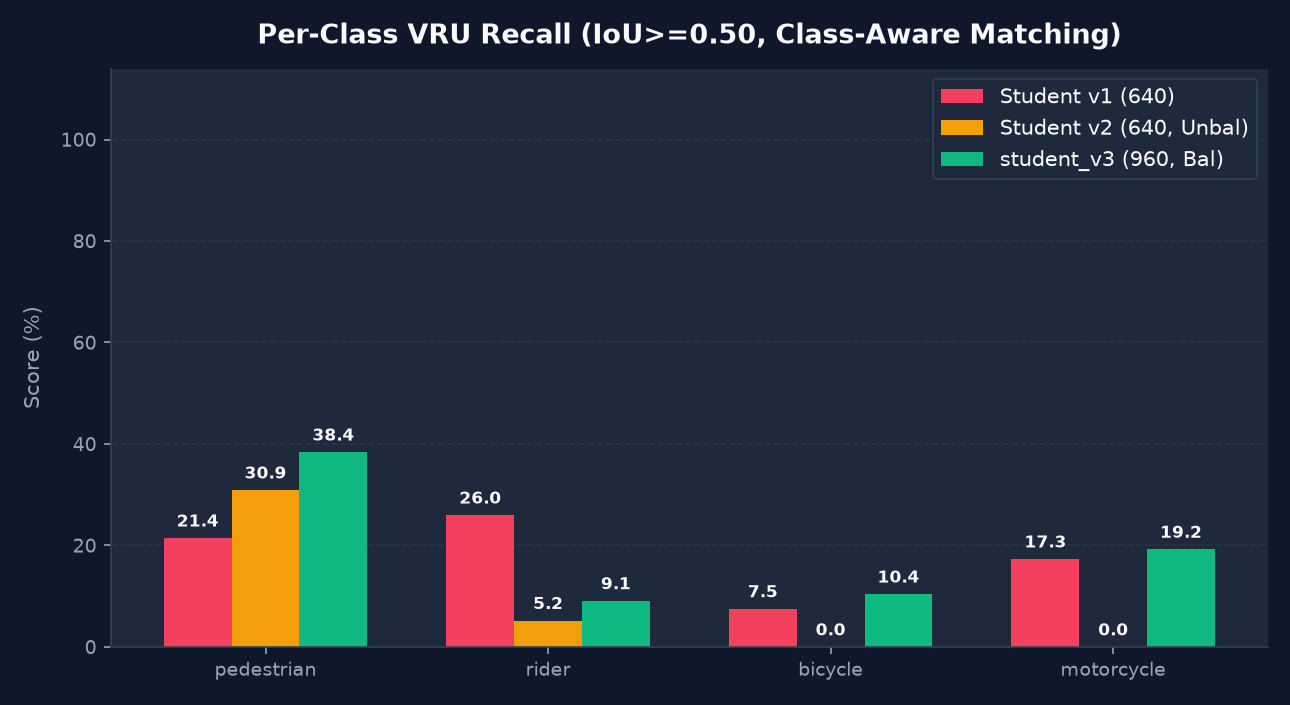 Per-Class VRU Recall (IoU>=0.50, Class-Aware Matching)
Student v1 (640)
Student v2 (640, Unbal)
student_v3 (960, Bal)
Score (%)
100
80
60
40
20
0
21.4
30.9
38.4
26.0
5.2
9.1
7.5
0.0
10.4
17.3
0.0
19.2
pedestrian
rider
bicycle
motorcycle